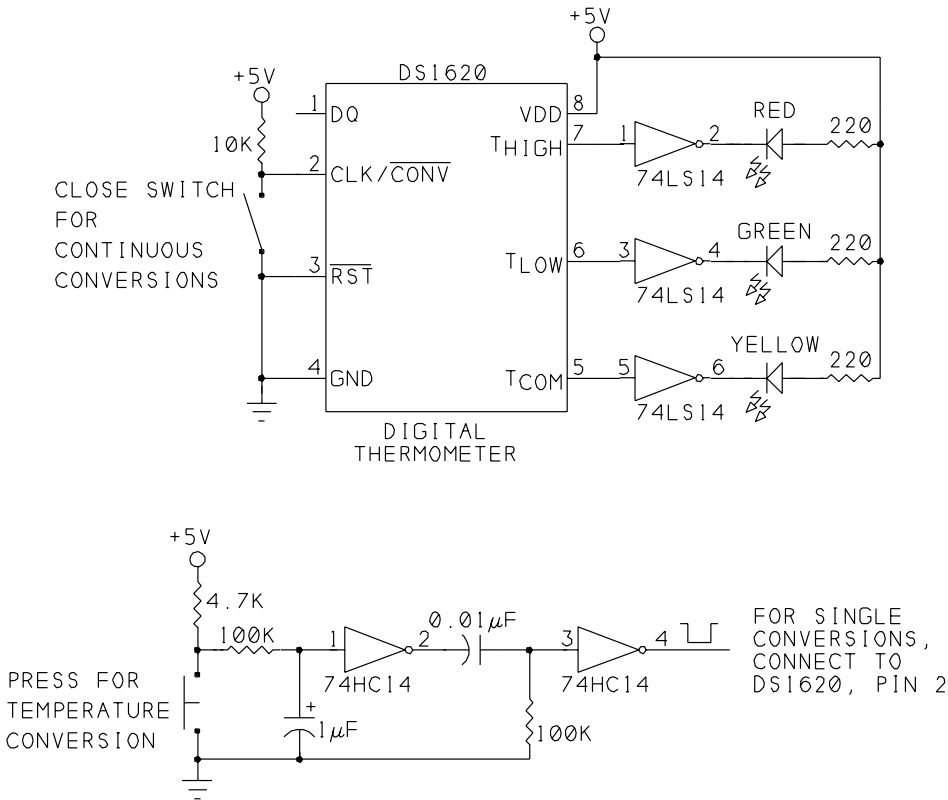 +5V
DS1620
+5V
1 DQ
VDD 8
10K
2 CLK/CONV
THIGH 7
1 2
RED
220
74LS14
CLOSE SWITCH
FOR
CONTINUOUS
CONVERSIONS
3 RST
TLOW 6
3 4
GREEN
220
74LS14
4 GND
TCOM 5
5 6
YELLOW
220
74LS14
DIGITAL
THERMOMETER
+5V
4.7K
100K
1 2
74HC14
0.01µF
3 4
74HC14
+
1µF
100K
PRESS FOR
TEMPERATURE
CONVERSION
FOR SINGLE
CONVERSIONS,
CONNECT TO
DS1620, PIN 2